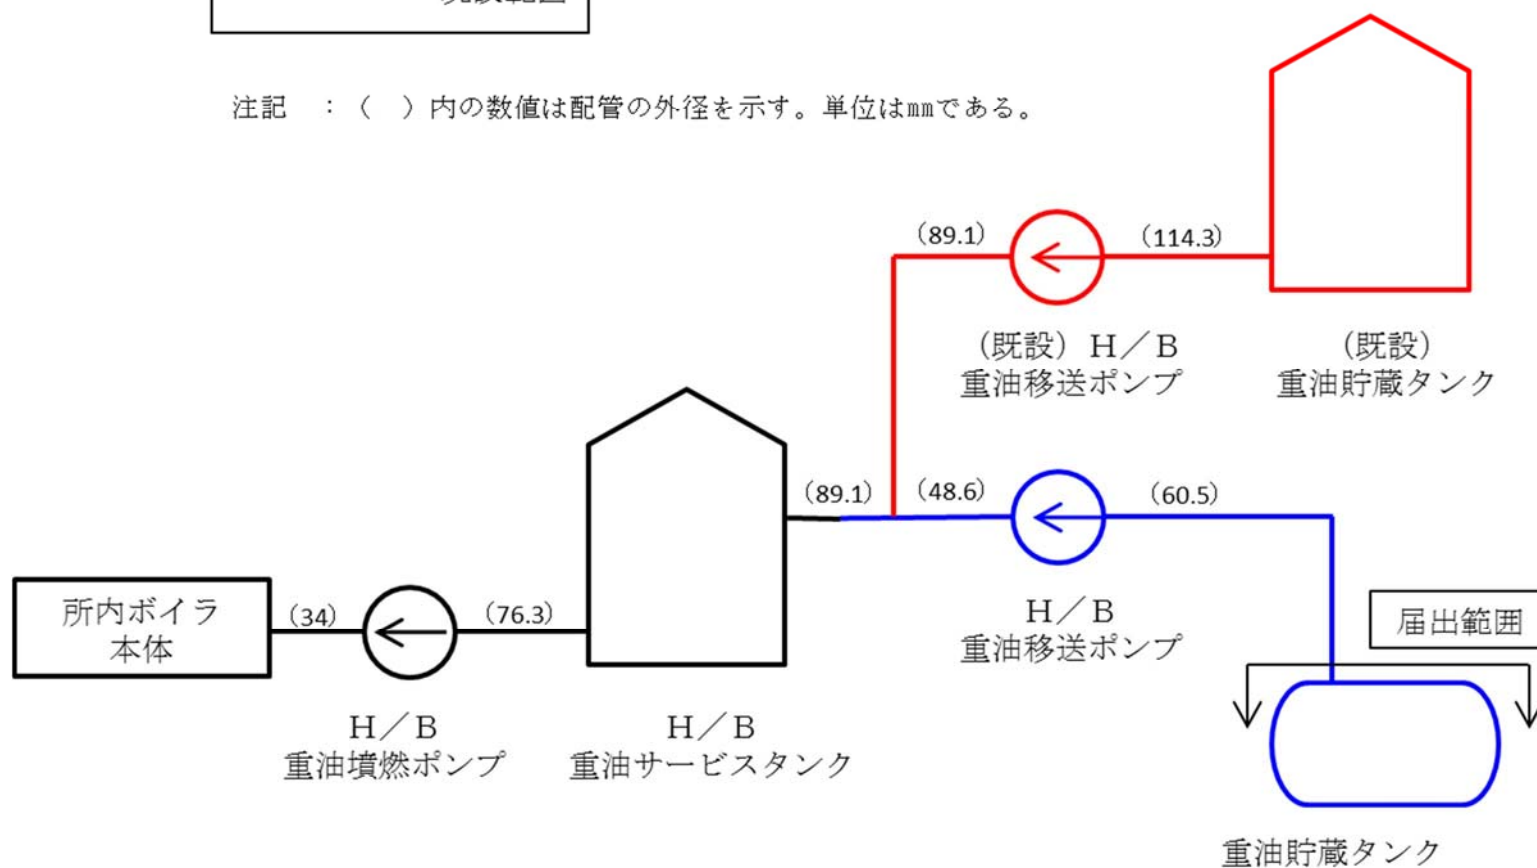 注記　：（　）内の数値は配管の外径を示す。単位は㎜である。
（89.1）
（114.3）
（既設）Ｈ／Ｂ
重油移送ポンプ
（既設）
重油貯蔵タンク
（89.1）
（48.6）
（60.5）
所内ボイラ
本体
（34）
（76.3）
Ｈ／Ｂ
重油移送ポンプ
届出範囲
Ｈ／Ｂ
重油墳燃ポンプ
Ｈ／Ｂ
重油サービスタンク
重油貯蔵タンク